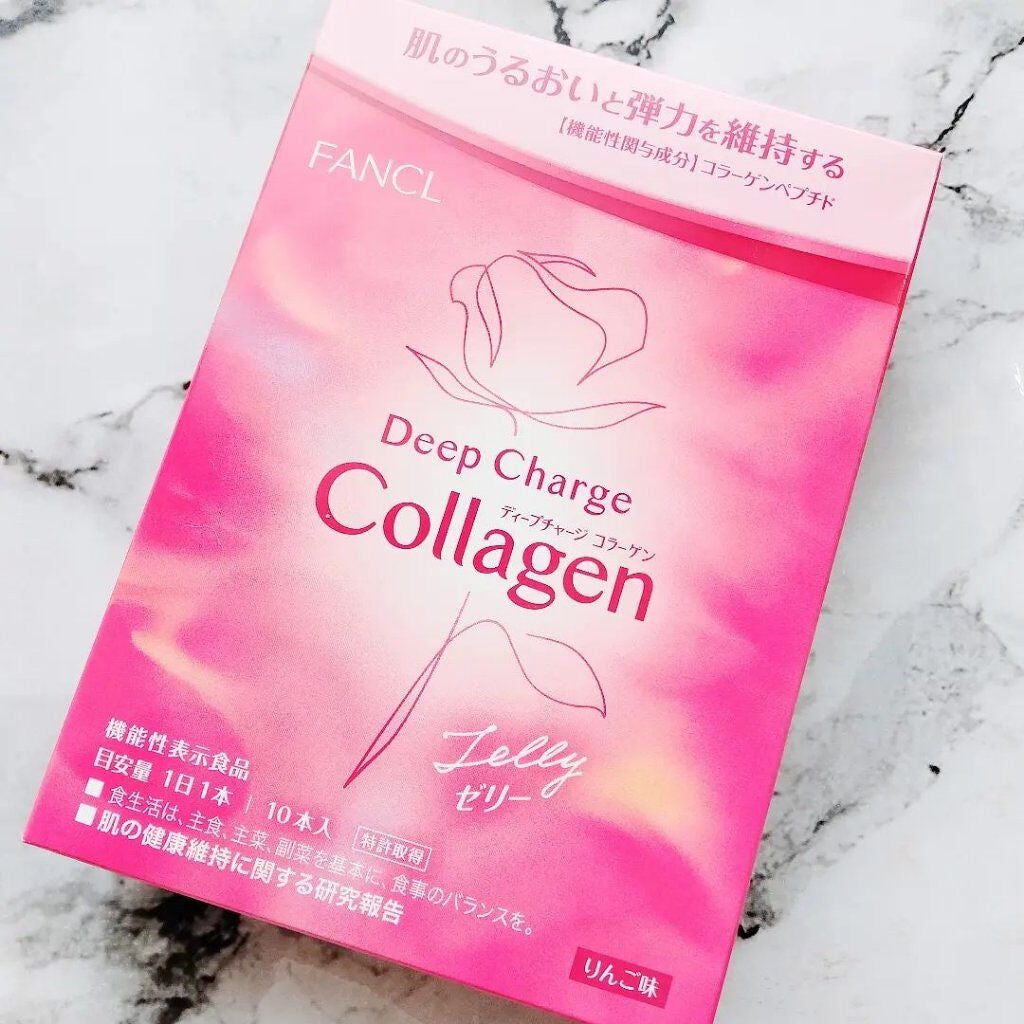 肌のうるおいと弾力を維持する
【機能性関与成分】コラーゲンペプチド
FANCL
Deep Charge
ディープチャージ コラーゲン
Collagen
Jelly
ゼリー
機能性表示食品
目安量 1日1本 | 10本入 特許取得
■ 食生活は、主食、主菜、副菜を基本に、食事のバランスを。
■肌の健康維持に関する研究報告
りんご味